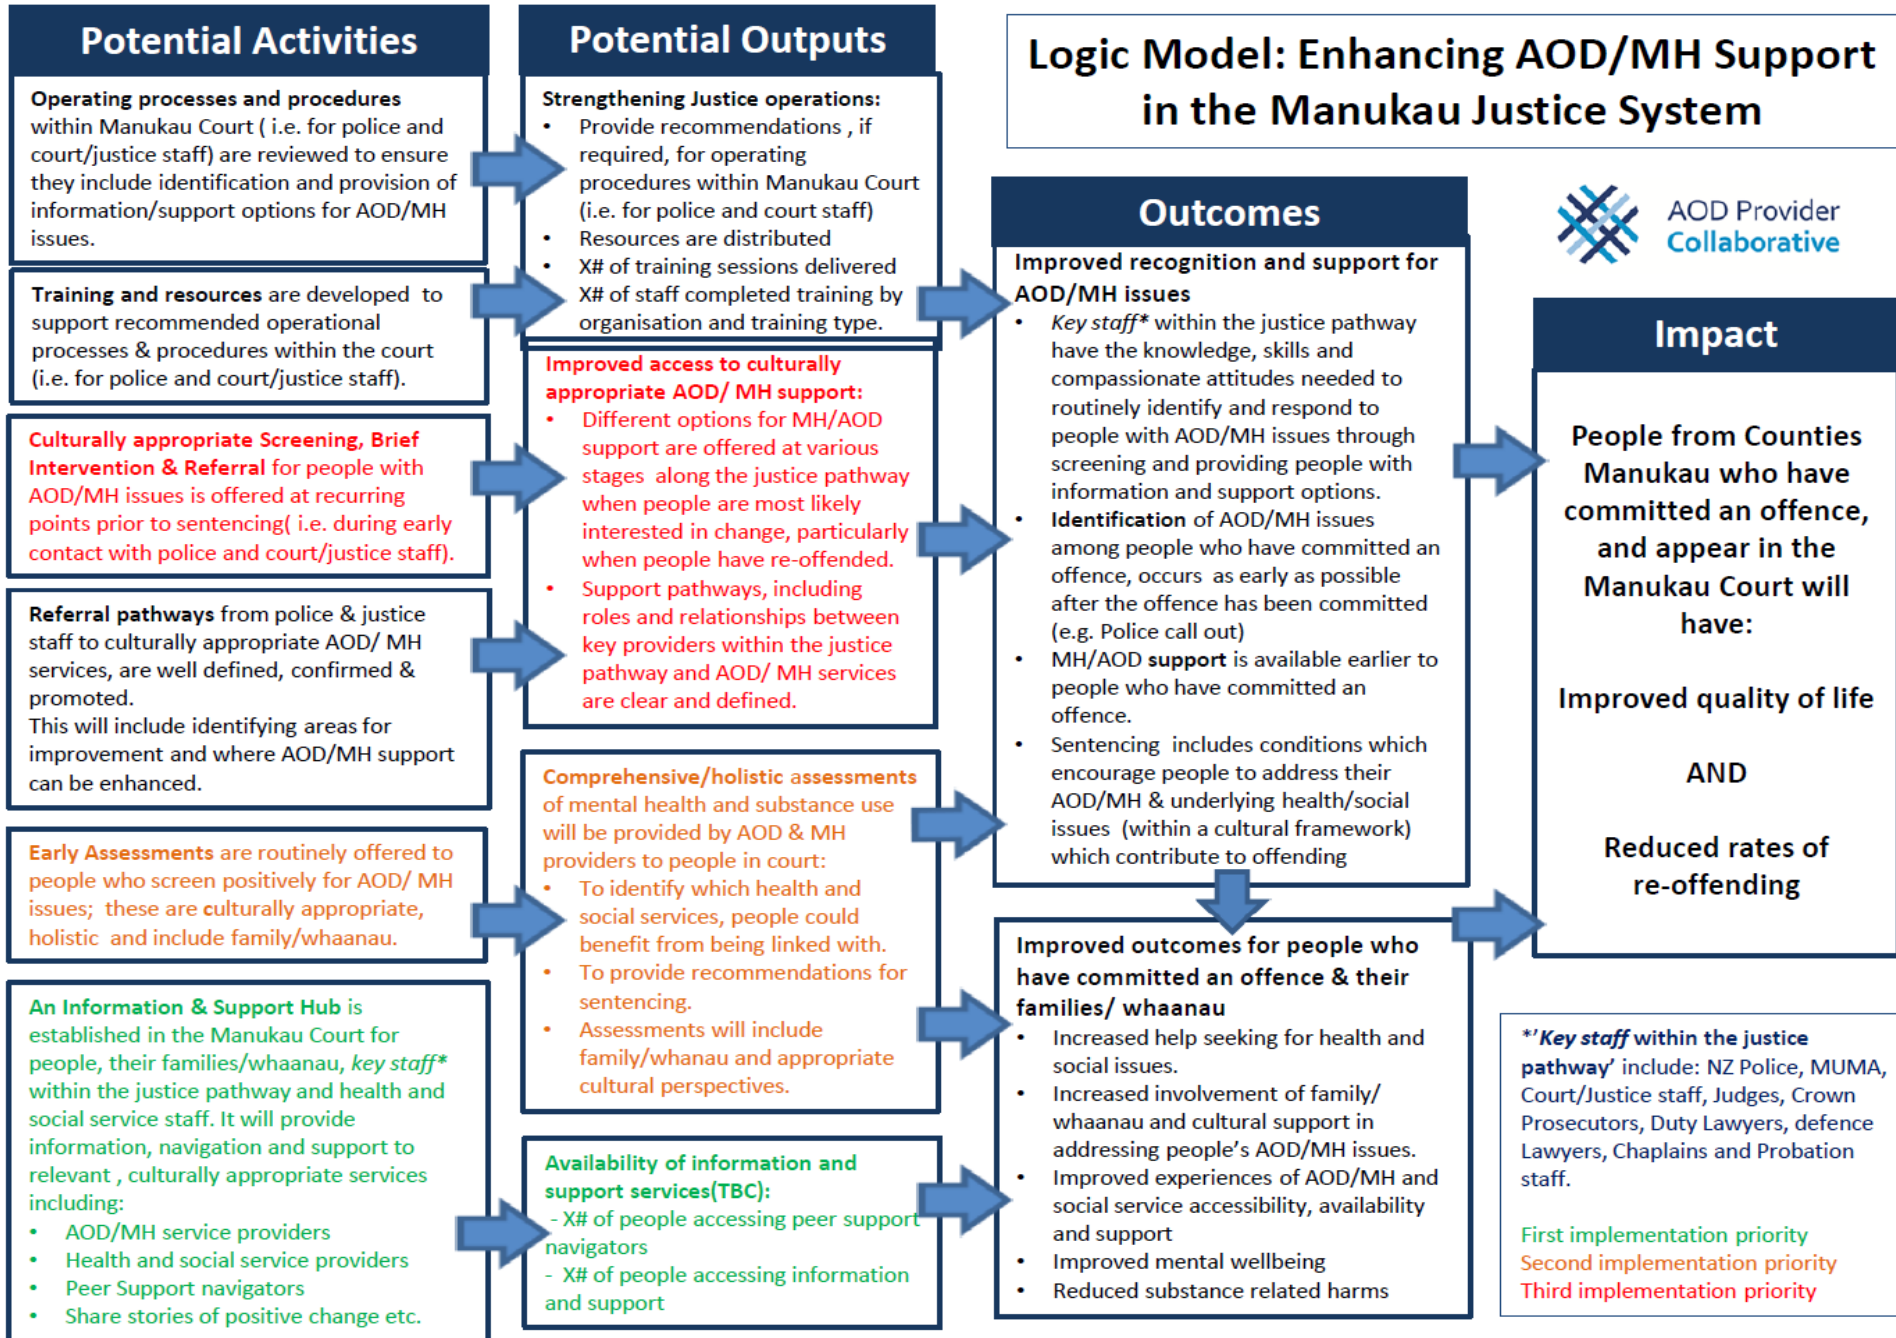 Potential Activities
Operating processes and procedures
within Manukau Court ( i.e. for police and
court/justice staff) are reviewed to ensure
they include identification and provision of
information/support options for AOD/MH
issues.
Training and resources are developed to
support recommended operational
processes & procedures within the court
(i.e. for police and court/justice staff).
Culturally appropriate Screening, Brief
Intervention & Referral for people with
AOD/MH issues is offered at recurring
points prior to sentencing( i.e. during early
contact with police and court/justice staff).
Referral pathways from police & justice
staff to culturally appropriate AOD/ MH
services, are well defined, confirmed &
promoted.
This will include identifying areas for
improvement and where AOD/MH support
can be enhanced.
Early Assessments are routinely offered to
people who screen positively for AOD/ MH
issues; these are culturally appropriate,
holistic and include family/whaanau.
An Information & Support Hub is
established in the Manukau Court for
people, their families/whaanau, key staff*
within the justice pathway and health and
social service staff. It will provide
information, navigation and support to
relevant , culturally appropriate services
including:
• AOD/MH service providers
• Health and social service providers
• Peer Support navigators
• Share stories of positive change etc.
Potential Outputs
Strengthening Justice operations:
• Provide recommendations , if
required, for operating
procedures within Manukau Court
(i.e. for police and court staff)
• Resources are distributed
• X# of training sessions delivered
• X# of staff completed training by
organisation and training type.
Improved access to culturally
appropriate AOD/ MH support:
• Different options for MH/AOD
support are offered at various
stages along the justice pathway
when people are most likely
interested in change, particularly
when people have re-offended.
• Support pathways, including
roles and relationships between
key providers within the justice
pathway and AOD/ MH services
are clear and defined.
Comprehensive/holistic assessments
of mental health and substance use
will be provided by AOD & MH
providers to people in court:
• To identify which health and
social services, people could
benefit from being linked with.
• To provide recommendations for
sentencing.
• Assessments will include
family/whanau and appropriate
cultural perspectives.
Availability of information and
support services(TBC):
- X# of people accessing peer support
navigators
- X# of people accessing information
and support
Logic Model: Enhancing AOD/MH Support
in the Manukau Justice System
AOD Provider
Collaborative
Outcomes
Improved recognition and support for
AOD/MH issues
• Key staff* within the justice pathway
have the knowledge, skills and
compassionate attitudes needed to
routinely identify and respond to
people with AOD/MH issues through
screening and providing people with
information and support options.
• Identification of AOD/MH issues
among people who have committed an
offence, occurs as early as possible
after the offence has been committed
(e.g. Police call out)
• MH/AOD support is available earlier to
people who have committed an
offence.
• Sentencing includes conditions which
encourage people to address their
AOD/MH & underlying health/social
issues (within a cultural framework)
which contribute to offending
Improved outcomes for people who
have committed an offence & their
families/ whaanau
• Increased help seeking for health and
social issues.
• Increased involvement of family/
whaanau and cultural support in
addressing people's AOD/MH issues.
• Improved experiences of AOD/MH and
social service accessibility, availability
and support
• Improved mental wellbeing
• Reduced substance related harms
Impact
People from Counties
Manukau who have
committed an offence,
and appear in the
Manukau Court will
have:
Improved quality of life
AND
Reduced rates of
re-offending
*'Key staff within the justice
pathway' include: NZ Police, MUMA,
Court/Justice staff, Judges, Crown
Prosecutors, Duty Lawyers, defence
Lawyers, Chaplains and Probation
staff.
First implementation priority
Second implementation priority
Third implementation priority